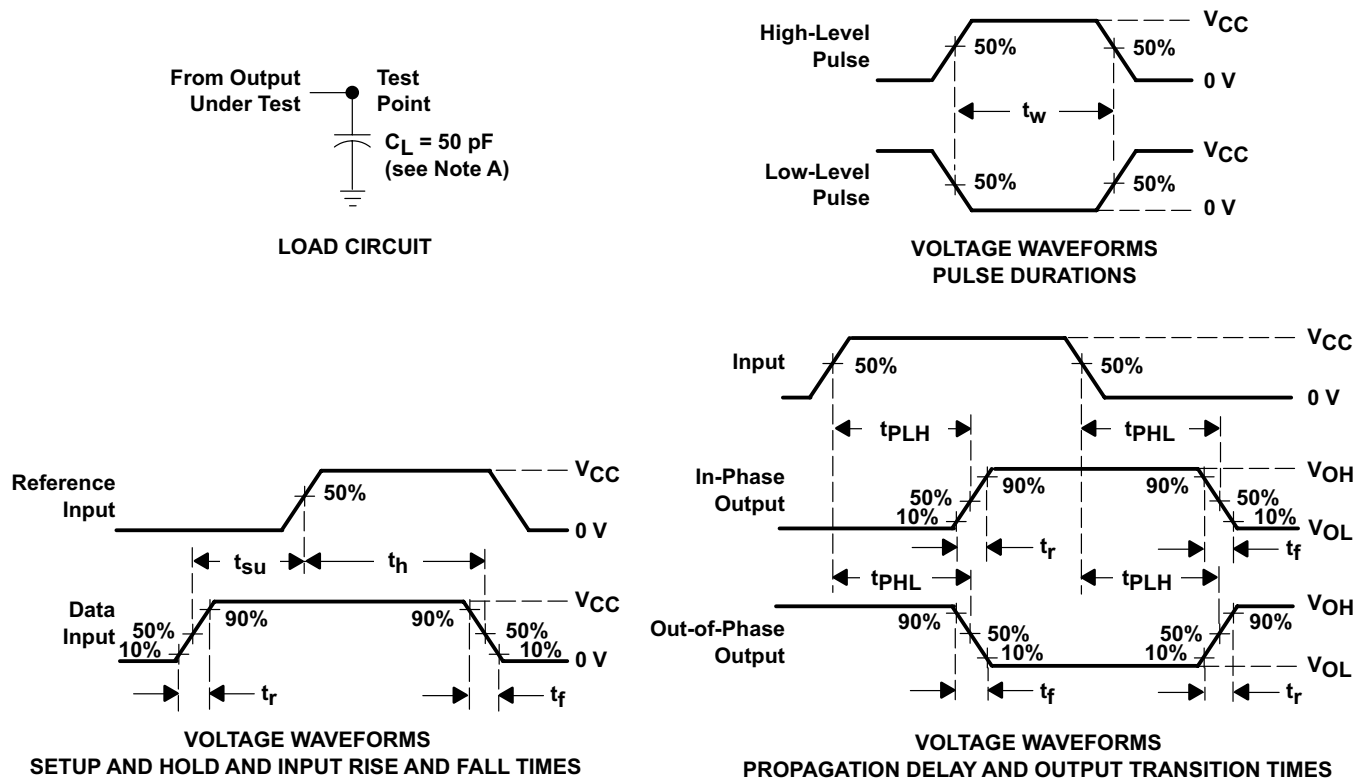 From Output
Under Test
Test
Point
CL = 50 pF
(see Note A)
LOAD CIRCUIT
High-Level
Pulse
50%
50%
VCC
0 V
tw
Low-Level
Pulse
50%
50%
VCC
0 V
VOLTAGE WAVEFORMS
PULSE DURATIONS
Reference
Input
50%
VCC
0 V
tsu
th
Data
Input
50%
10%
90%
90%
50%
10%
VCC
0 V
tr
tf
VOLTAGE WAVEFORMS
SETUP AND HOLD AND INPUT RISE AND FALL TIMES
Input
50%
50%
VCC
0 V
tPLH
tPHL
In-Phase
Output
50%
10%
90%
90%
50%
10%
VOH
VOL
tr
tf
tPHL
tPLH
Out-of-Phase
Output
90%
50%
10%
50%
10%
90%
VOH
VOL
tf
tr
VOLTAGE WAVEFORMS
PROPAGATION DELAY AND OUTPUT TRANSITION TIMES